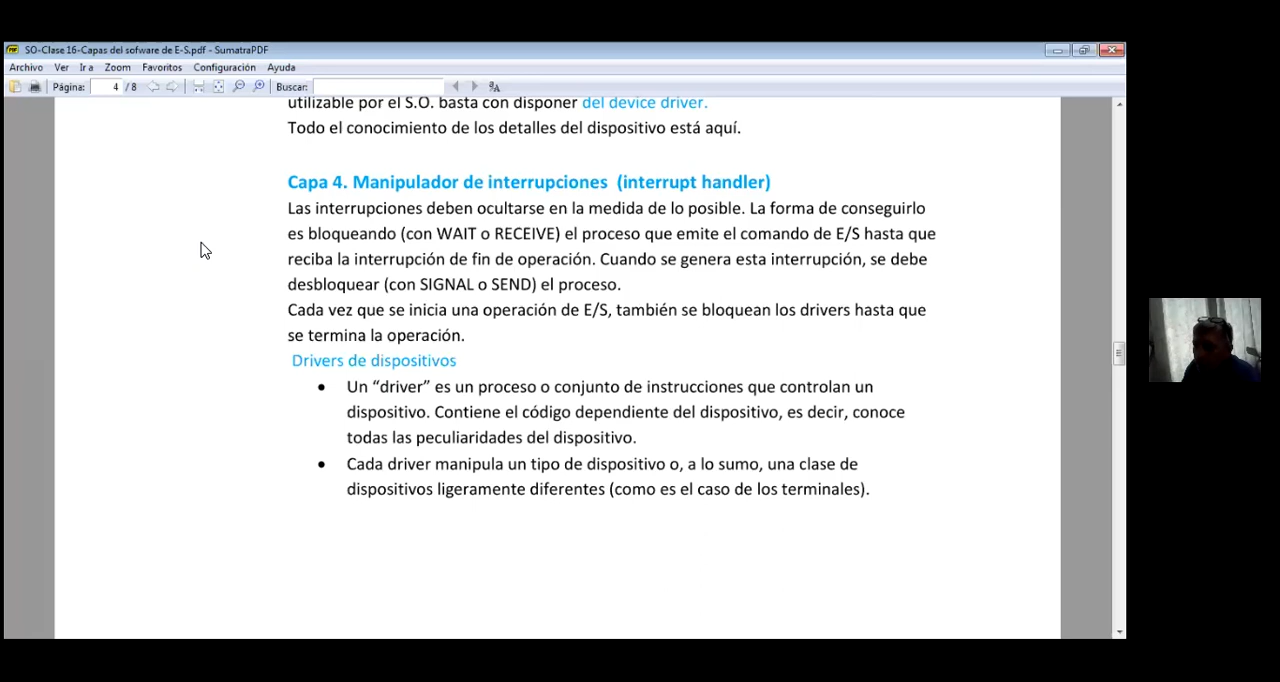 SO-Clase 16-Capas del sofware de E-S.pdf - SumatraPDF
Archivo Ver Ir a Zoom Favoritos Configuración Ayuda
Página: 4 / 8 Buscar:
utilizable por el S.O. basta con disponer del device driver.
Todo el conocimiento de los detalles del dispositivo está aquí.
Capa 4. Manipulador de interrupciones (interrupt handler)
Las interrupciones deben ocultarse en la medida de lo posible. La forma de conseguirlo
es bloqueando (con WAIT o RECEIVE) el proceso que emite el comando de E/S hasta que
reciba la interrupción de fin de operación. Cuando se genera esta interrupción, se debe
desbloquear (con SIGNAL o SEND) el proceso.
Cada vez que se inicia una operación de E/S, también se bloquean los drivers hasta que
se termina la operación.
Drivers de dispositivos
• Un “driver” es un proceso o conjunto de instrucciones que controlan un
dispositivo. Contiene el código dependiente del dispositivo, es decir, conoce
todas las peculiaridades del dispositivo.
• Cada driver manipula un tipo de dispositivo o, a lo sumo, una clase de
dispositivos ligeramente diferentes (como es el caso de los terminales).